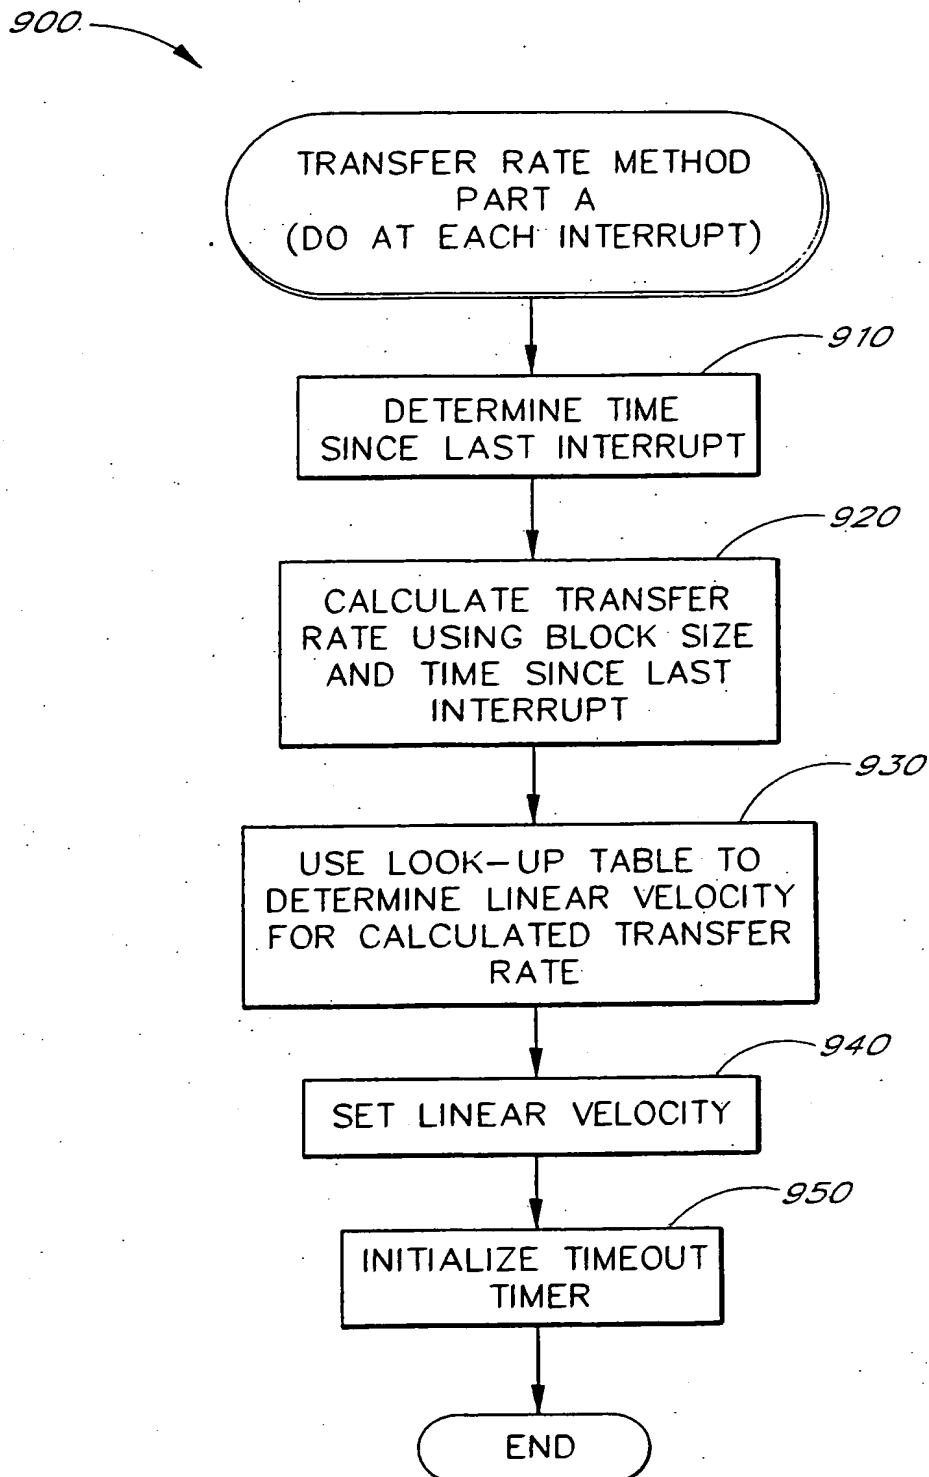 900
TRANSFER RATE METHOD
PART A
(DO AT EACH INTERRUPT)
910
DETERMINE TIME
SINCE LAST INTERRUPT
920
CALCULATE TRANSFER
RATE USING BLOCK SIZE
AND TIME SINCE LAST
INTERRUPT
930
USE LOOK-UP TABLE TO
DETERMINE LINEAR VELOCITY
FOR CALCULATED TRANSFER
RATE
940
SET LINEAR VELOCITY
950
INITIALIZE TIMEOUT
TIMER
END